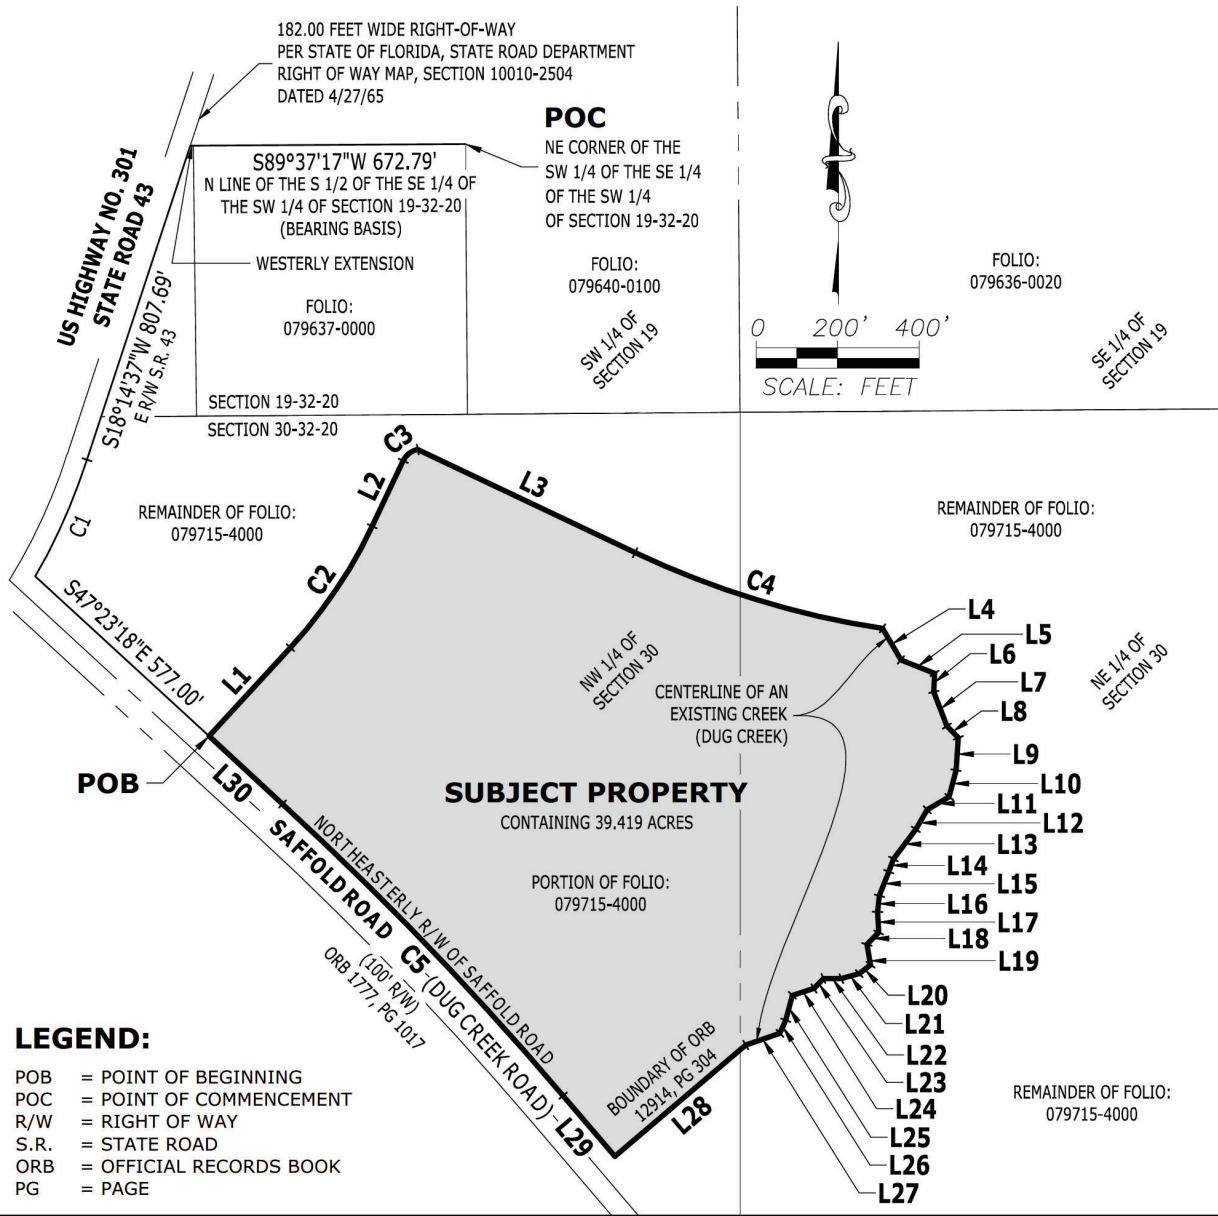 182.00 FEET WIDE RIGHT-OF-WAY
PER STATE OF FLORIDA, STATE ROAD DEPARTMENT
RIGHT OF WAY MAP, SECTION 10010-2504
DATED 4/27/65
POC
NE CORNER OF THE
SW 1/4 OF THE SE 1/4
OF THE SW 1/4
OF SECTION 19-32-20
S89°37'17"W 672.79'
N LINE OF THE S 1/2 OF THE SE 1/4 OF
THE SW 1/4 OF SECTION 19-32-20
(BEARING BASIS)
WESTERLY EXTENSION
US HIGHWAY NO. 301
STATE ROAD 43
S18°14'37"W 807.69'
E R/W S.R. 43
FOLIO:
079637-0000
FOLIO:
079640-0100
FOLIO:
079636-0020
SW 1/4 OF
SECTION 19
SE 1/4 OF
SECTION 19
0 200' 400'
SCALE: FEET
SECTION 19-32-20
SECTION 30-32-20
C1
REMAINDER OF FOLIO:
079715-4000
S47°23'18"E 577.00'
L1
C2
L2
C3
L3
C4
REMAINDER OF FOLIO:
079715-4000
NW 1/4 OF
SECTION 30
NE 1/4 OF
SECTION 30
CENTERLINE OF AN
EXISTING CREEK
(DUG CREEK)
L4
L5
L6
L7
L8
L9
L10
L11
L12
L13
L14
L15
L16
L17
L18
L19
L20
L21
L22
L23
L24
L25
L26
L27
POB
SUBJECT PROPERTY
CONTAINING 39.419 ACRES
PORTION OF FOLIO:
079715-4000
L30
NORTHEASTERLY R/W OF SAFFOLD ROAD
SAFFOLD ROAD C5 (DUG CREEK ROAD)
(100' R/W)
ORB 1777, PG 1017
L29
BOUNDARY OF ORB
12914, PG 304
L28
REMAINDER OF FOLIO:
079715-4000
LEGEND:
POB = POINT OF BEGINNING
POC = POINT OF COMMENCEMENT
R/W = RIGHT OF WAY
S.R. = STATE ROAD
ORB = OFFICIAL RECORDS BOOK
PG = PAGE